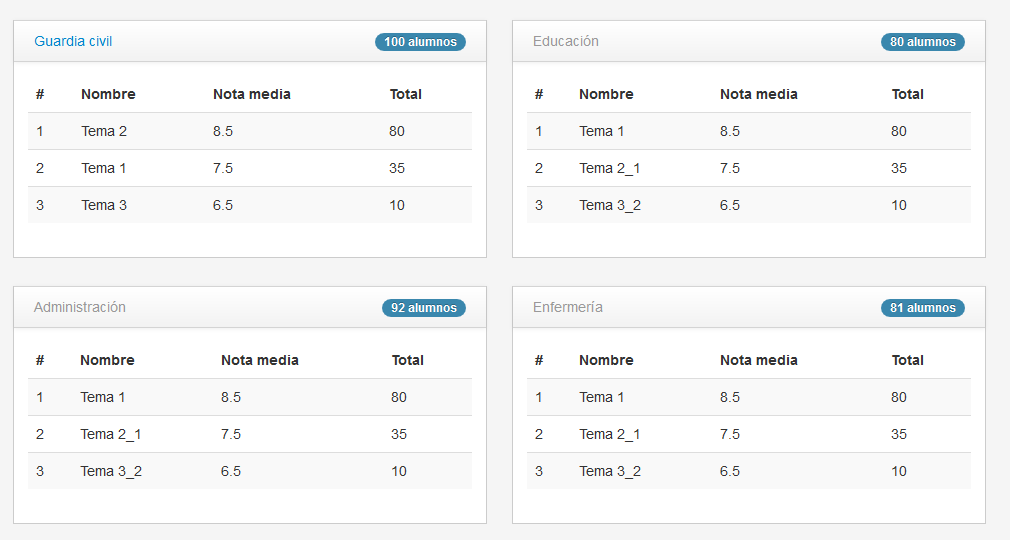 Guardia civil 100 alumnos
# Nombre Nota media Total
1 Tema 2 8.5 80
2 Tema 1 7.5 35
3 Tema 3 6.5 10
Educación 80 alumnos
# Nombre Nota media Total
1 Tema 1 8.5 80
2 Tema 2_1 7.5 35
3 Tema 3_2 6.5 10
Administración 92 alumnos
# Nombre Nota media Total
1 Tema 1 8.5 80
2 Tema 2_1 7.5 35
3 Tema 3_2 6.5 10
Enfermería 81 alumnos
# Nombre Nota media Total
1 Tema 1 8.5 80
2 Tema 2_1 7.5 35
3 Tema 3_2 6.5 10